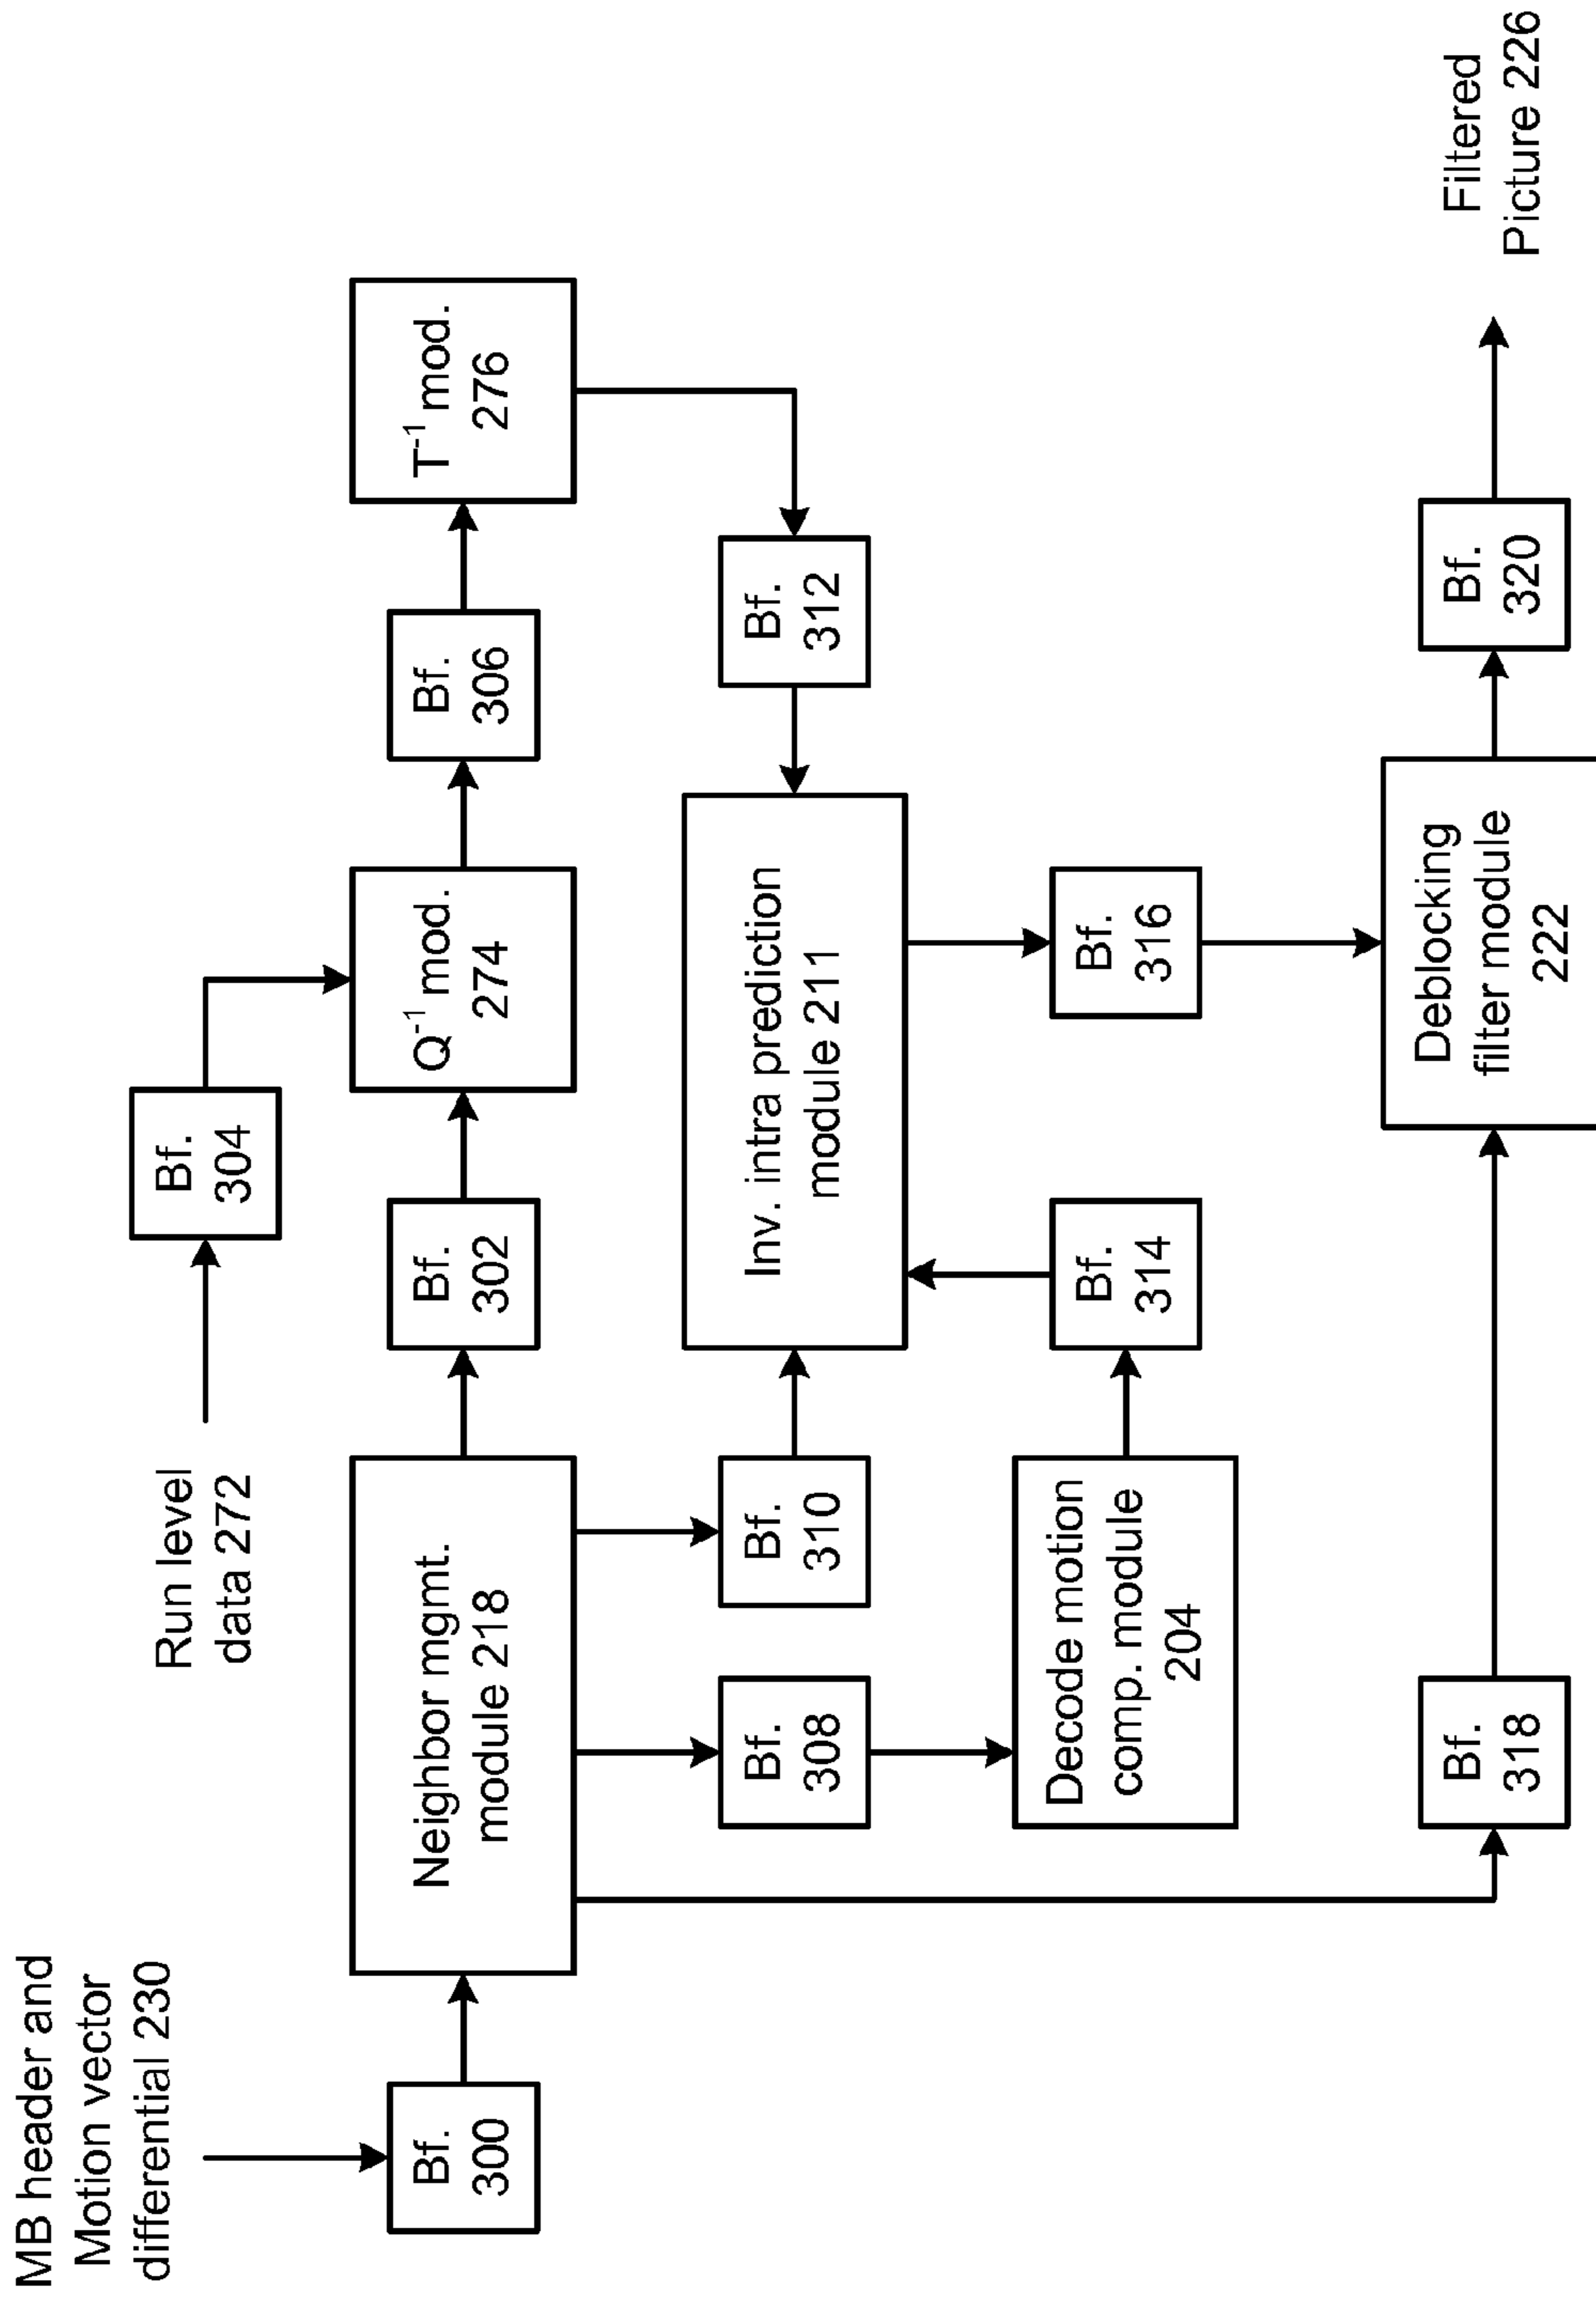 MB header and
Motion vector
differential 230
Run level
data 272
Bf.
304
Bf.
300
Neighbor mgmt.
module 218
Bf.
302
Q-1 mod.
274
Bf.
306
T-1 mod.
276
Bf.
308
Bf.
310
Inv. intra prediction
module 211
Bf.
312
Decode motion
comp. module
204
Bf.
314
Bf.
316
Bf.
318
Deblocking
filter module
222
Bf.
320
Filtered
Picture 226